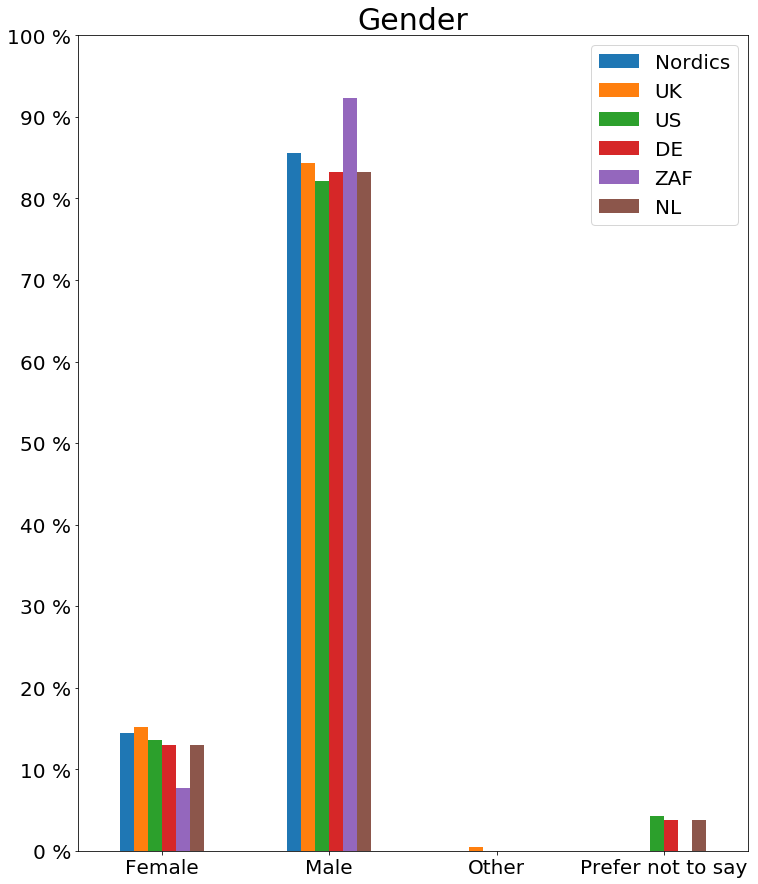 Gender
100 %
90 %
80 %
70 %
60 %
50 %
40 %
30 %
20 %
10 %
0 %
Nordics
UK
US
DE
ZAF
NL
Female Male Other Prefer not to say